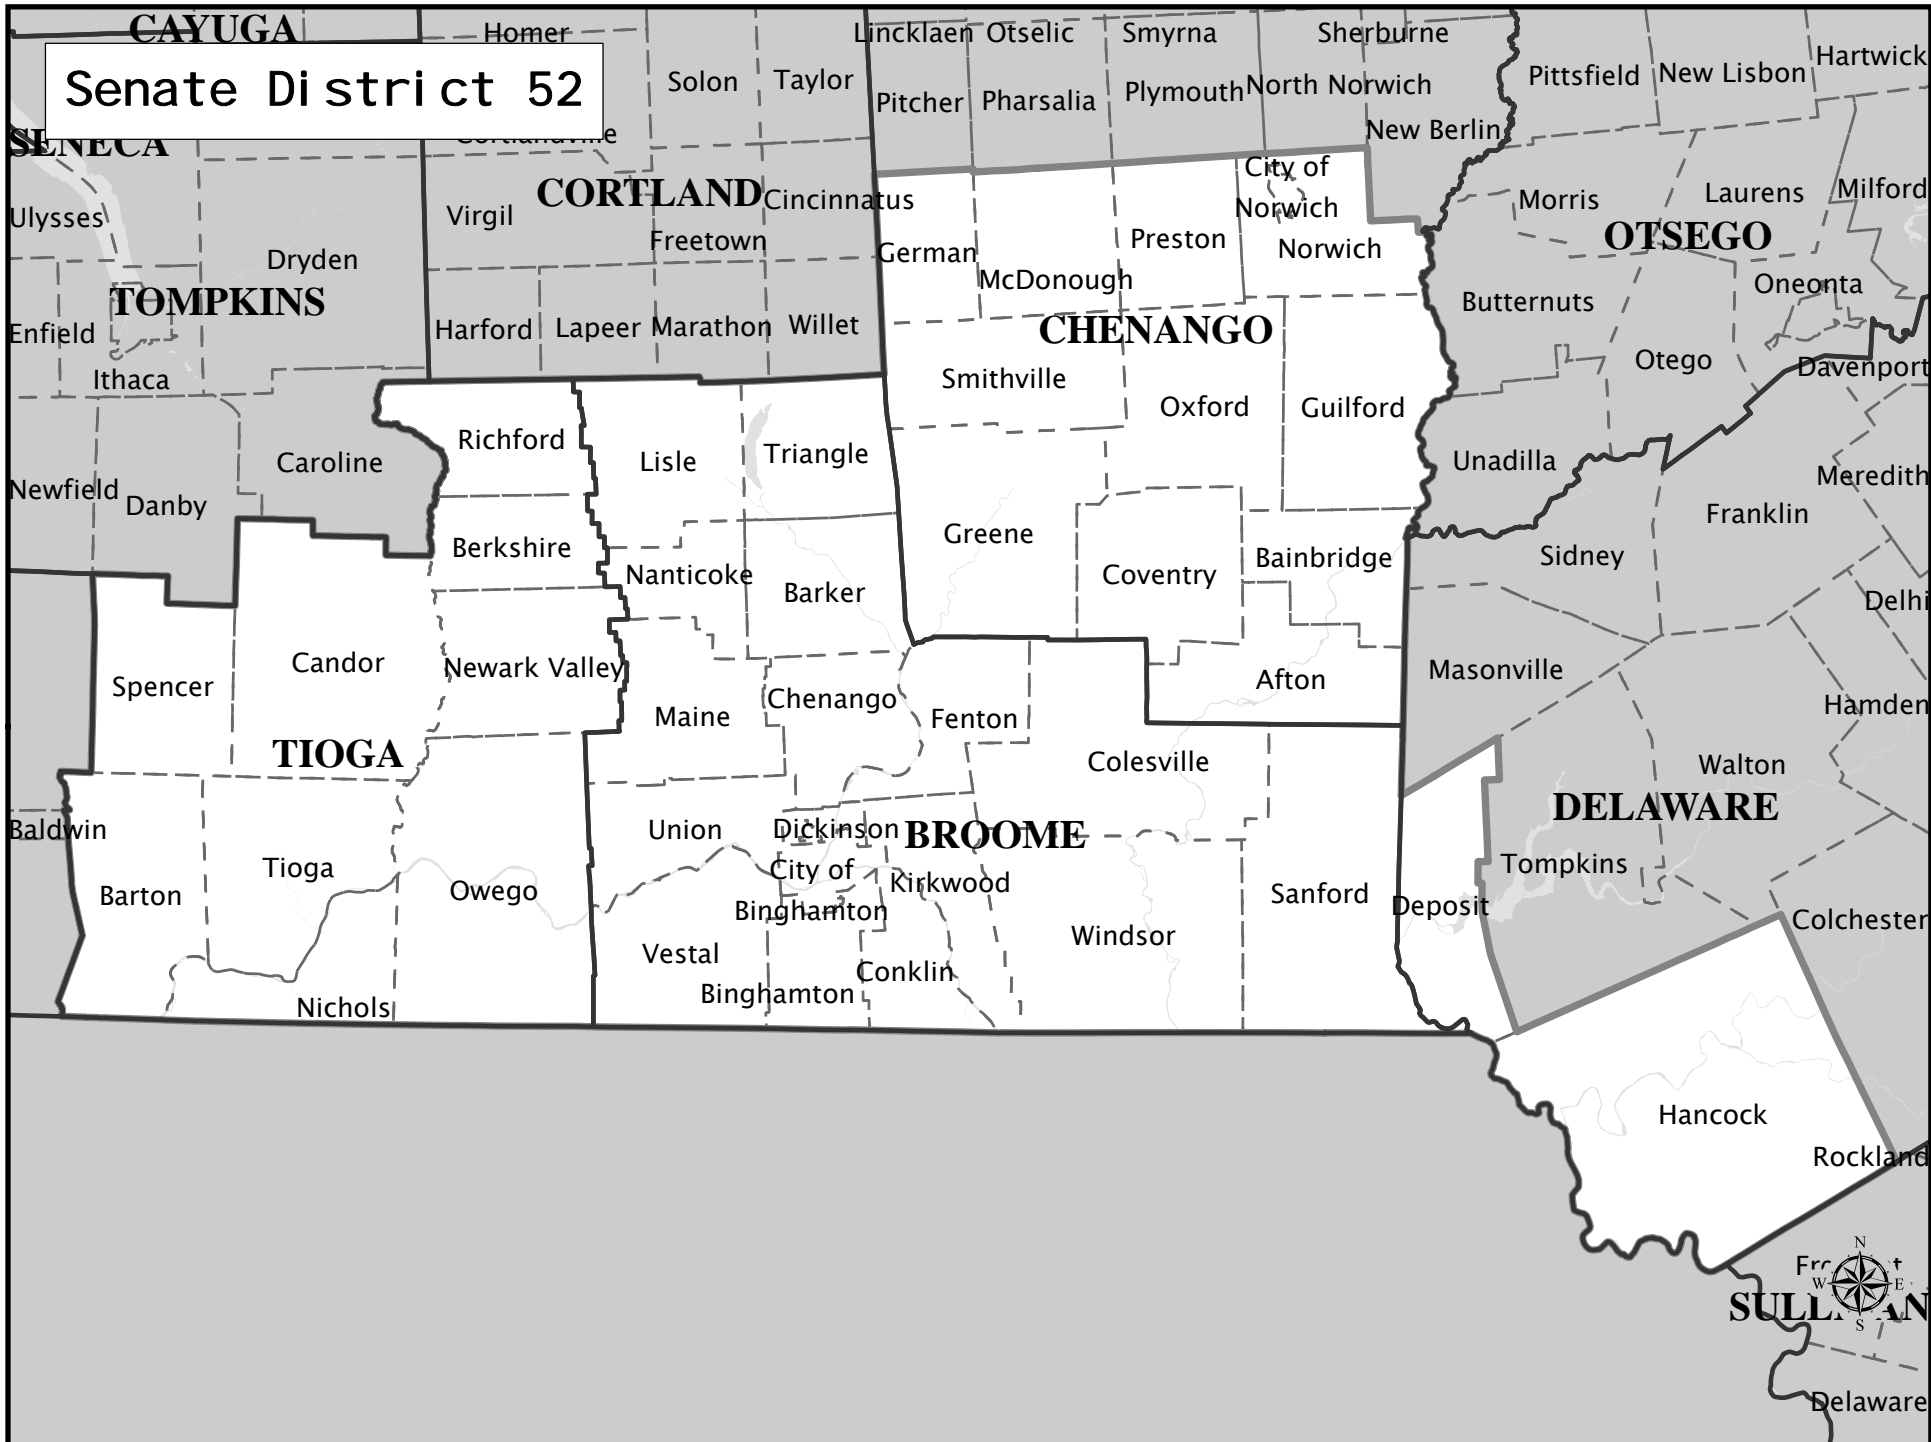 CAYUGA
Homer
Lincklaen
Otselic
Smyrna
Sherburne
Hartwick
Senate District 52
Solon
Taylor
Pitcher
Pharsalia
Plymouth
North Norwich
Pittsfield
New Lisbon
New Berlin
Cortlandville
SENECA
City of
Norwich
CORTLAND
Cincinnatus
Virgil
Ulysses
Morris
Laurens
Milford
Freetown
German
Preston
Norwich
OTSEGO
Dryden
McDonough
Oneonta
TOMPKINS
Butternuts
Enfield
Harford
Lapeer
Marathon
Willet
CHENANGO
Otego
Davenport
Ithaca
Smithville
Oxford
Guilford
Richford
Caroline
Lisle
Triangle
Unadilla
Meredith
Newfield
Danby
Franklin
Greene
Berkshire
Nanticoke
Barker
Coventry
Bainbridge
Sidney
Delhi
Candor
Newark Valley
Spencer
Afton
Masonville
Maine
Chenango
Fenton
Hamden
TIOGA
Colesville
Walton
DELAWARE
Baldwin
Union
Dickinson
BROOME
City of
Binghamton
Kirkwood
Tioga
Barton
Owego
Sanford
Deposit
Tompkins
Colchester
Vestal
Windsor
Conklin
Binghamton
Nichols
Hancock
Rockland
N
W
E
S
Delaware